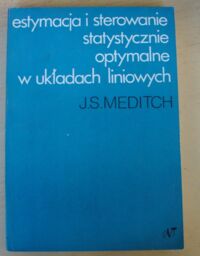 estymacja i sterowanie
statystycznie
optymalne
w układach liniowych
J.S. MEDITCH